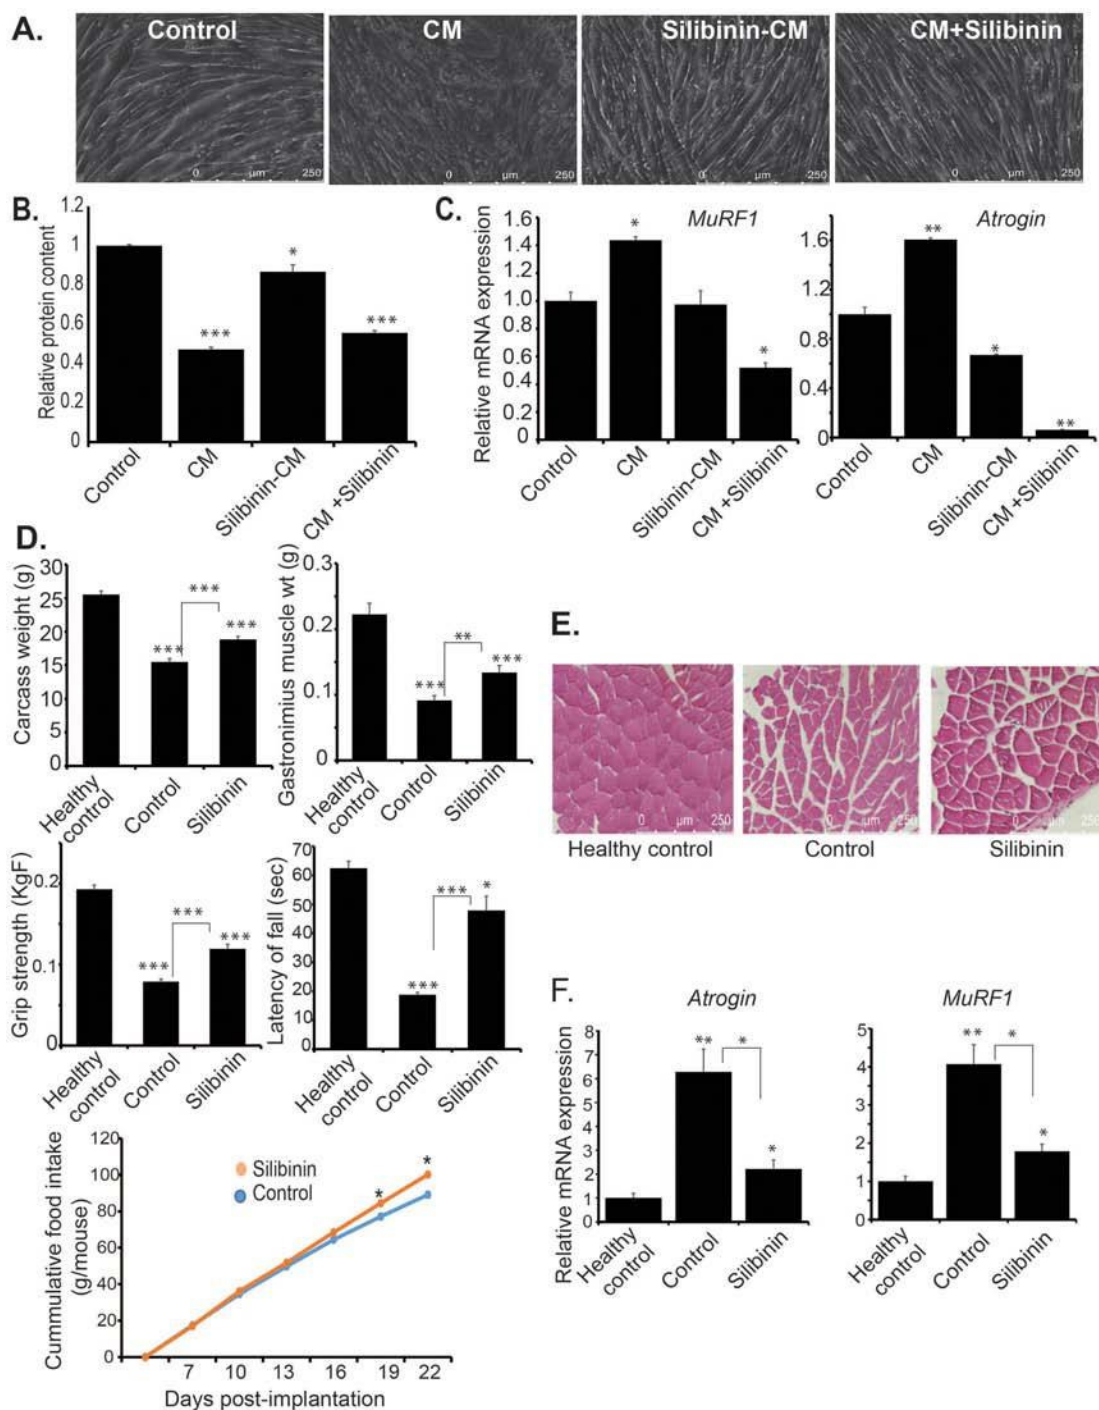 A.
Control
CM
Silibinin-CM
CM+Silibinin
0 µm 250
0 µm 250
0 µm 250
0 µm 250
B.
Relative protein content
1.2
1
0.8
0.6
0.4
0.2
0
***
*
***
Control
CM
Silibinin-CM
CM +Silibinin
C.
Relative mRNA expression
MuRF1
1.6
1.4
1.2
1.0
0.8
0.6
0.4
0.2
0
*
*
Control
CM
Silibinin-CM
CM +Silibinin
Atrogin
1.6
1.2
0.8
0.4
0
**
*
**
Control
CM
Silibinin-CM
CM +Silibinin
D.
Carcass weight (g)
30
25
20
15
10
5
0
***
***
***
Healthy
control
Control
Silibinin
Gastronimius muscle wt (g)
0.3
0.2
0.1
0
***
**
***
Healthy
control
Control
Silibinin
E.
0 µm 250
0 µm 250
0 µm 250
Healthy control
Control
Silibinin
Grip strength (KgF)
0.2
0.1
0
***
***
***
Healthy
control
Control
Silibinin
Latency of fall (sec)
70
60
50
40
30
20
10
0
***
***
*
Healthy
control
Control
Silibinin
Cummulative food intake
(g/mouse)
120
100
80
60
40
20
0
Silibinin
Control
*
*
7 10 13 16 19 22
Days post-implantation
F.
Relative mRNA expression
Atrogin
8
7
6
5
4
2
1
0
**
*
*
Healthy
control
Control
Silibinin
MuRF1
5
4
3
2
1
0
**
*
*
Healthy
control
Control
Silibinin